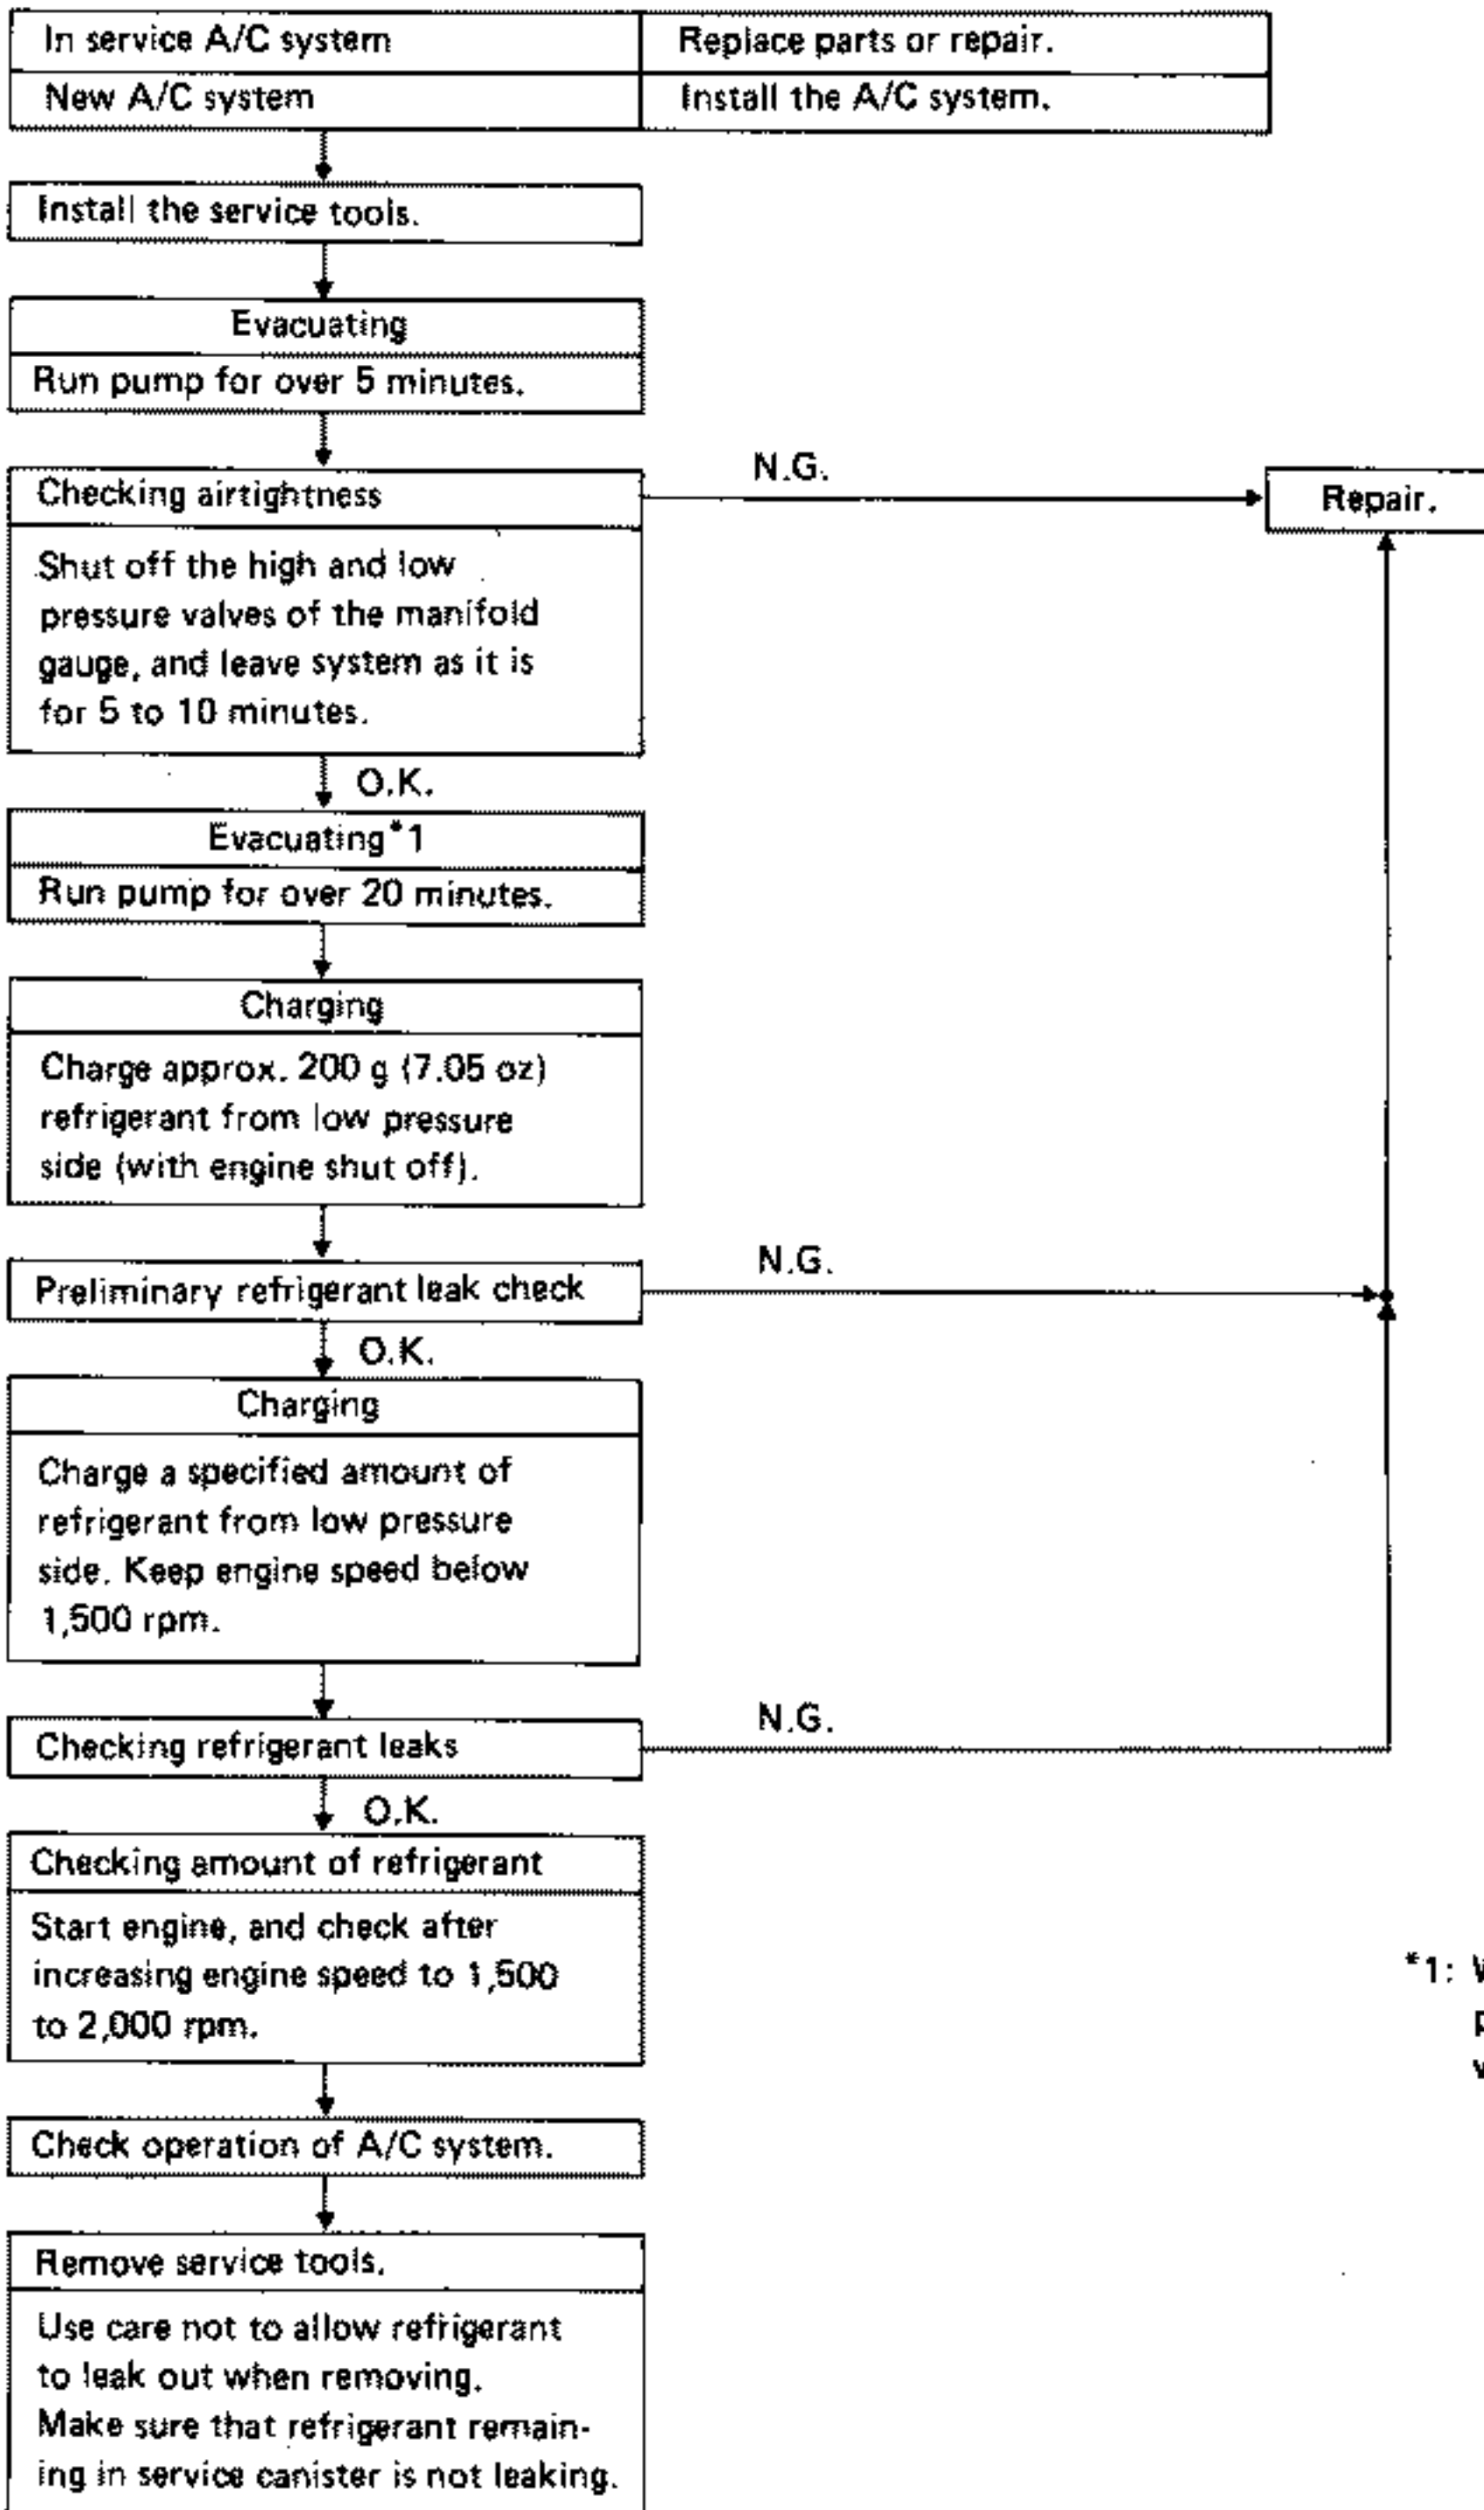 In service A/C system
Replace parts or repair.
New A/C system
Install the A/C system.
Install the service tools.
Evacuating
Run pump for over 5 minutes.
Checking airtightness
N.G.
Repair.
Shut off the high and low
pressure valves of the manifold
gauge, and leave system as it is
for 5 to 10 minutes.
O.K.
Evacuating*1
Run pump for over 20 minutes.
Charging
Charge approx. 200 g (7.05 oz)
refrigerant from low pressure
side (with engine shut off).
Preliminary refrigerant leak check
N.G.
O.K.
Charging
Charge a specified amount of
refrigerant from low pressure
side. Keep engine speed below
1,500 rpm.
Checking refrigerant leaks
N.G.
O.K.
Checking amount of refrigerant
Start engine, and check after
increasing engine speed to 1,500
to 2,000 rpm.
*1:
Check operation of A/C system.
Remove service tools.
Use care not to allow refrigerant
to leak out when removing.
Make sure that refrigerant remain-
ing in service canister is not leaking.